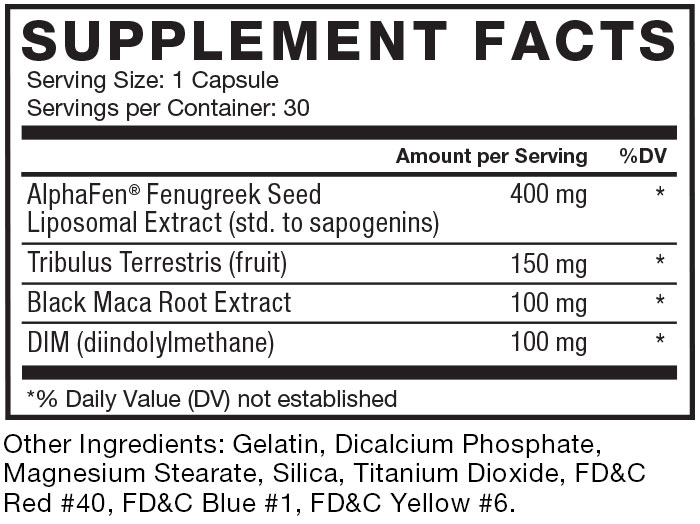 SUPPLEMENT FACTS
Serving Size: 1 Capsule
Servings per Container: 30
Amount per Serving %DV
AlphaFen® Fenugreek Seed 400 mg *
Liposomal Extract (std. to sapogenins)
Tribulus Terrestris (fruit) 150 mg *
Black Maca Root Extract 100 mg *
DIM (diindolylmethane) 100 mg *
*% Daily Value (DV) not established
Other Ingredients: Gelatin, Dicalcium Phosphate,
Magnesium Stearate, Silica, Titanium Dioxide, FD&C
Red #40, FD&C Blue #1, FD&C Yellow #6.